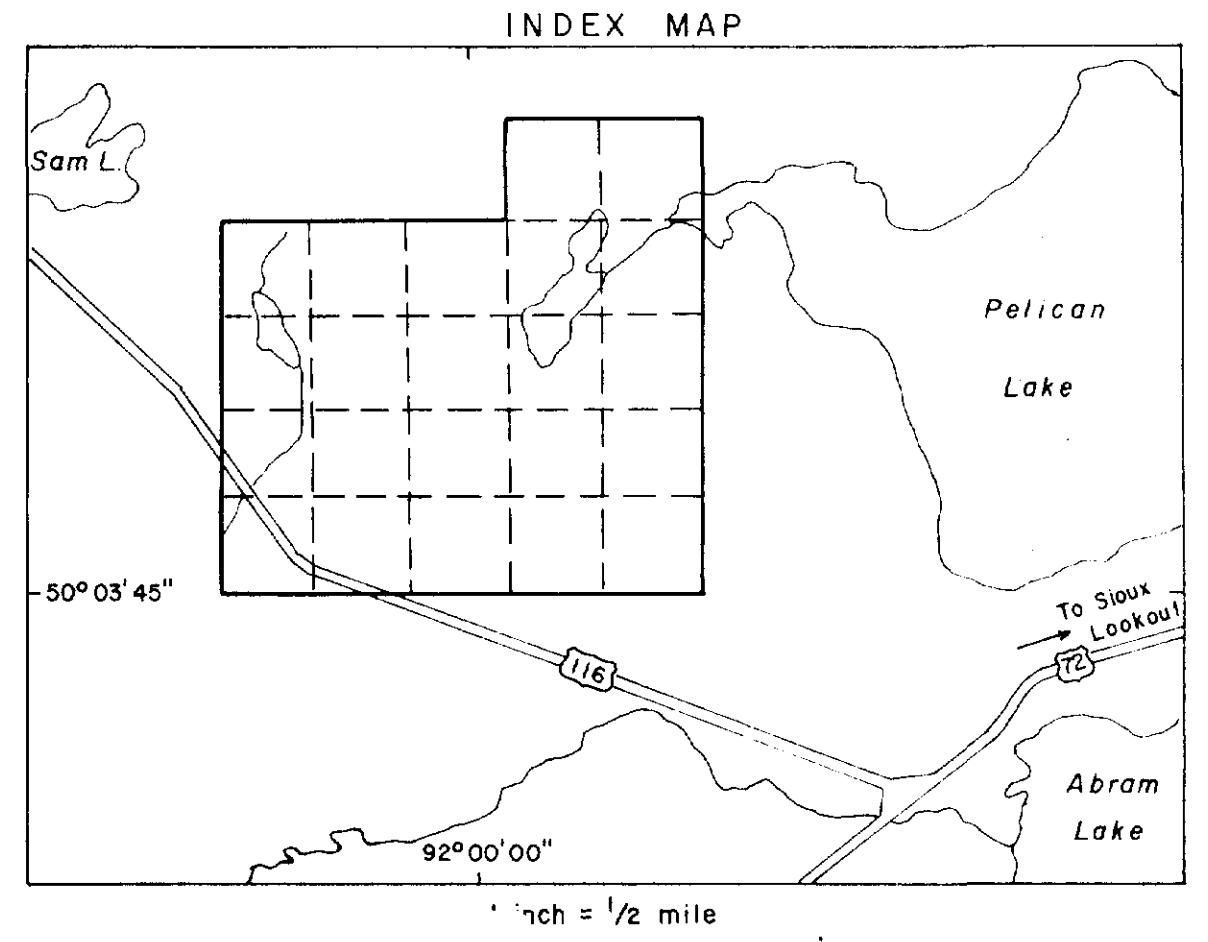 INDEX MAP
Sam L.
Pelican
Lake
50° 03' 45"
To Sioux
Lookout
116
72
Abram
Lake
92° 00' 00"
= 1/2 mile